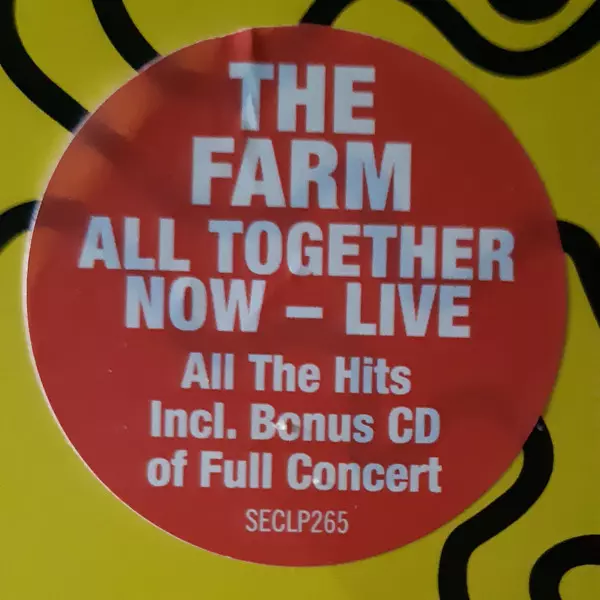 THE
FARM
ALL TOGETHER
NOW – LIVE
All The Hits
Incl. Bonus CD
of Full Concert
SECLP265